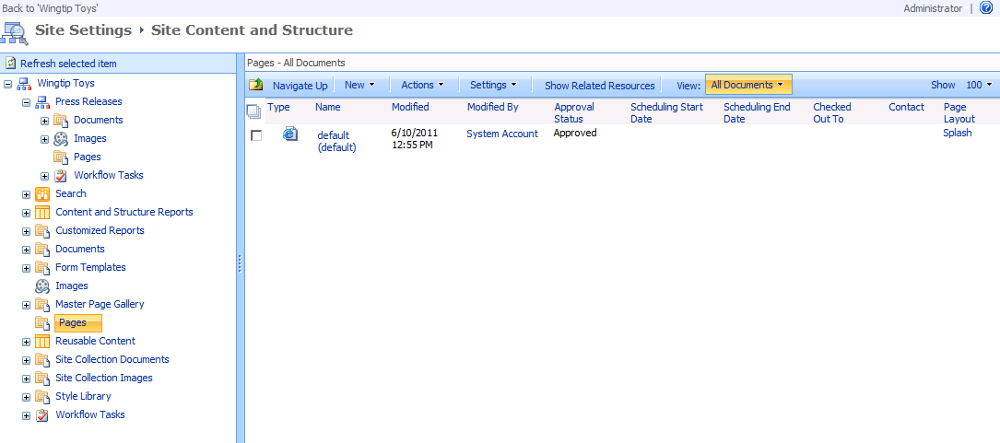 Back to 'Wingtip Toys'
Administrator | ?
Site Settings ▸ Site Content and Structure
Refresh selected item
Wingtip Toys
Press Releases
Documents
Images
Pages
Workflow Tasks
Search
Content and Structure Reports
Customized Reports
Documents
Form Templates
Images
Master Page Gallery
Pages
Reusable Content
Site Collection Documents
Site Collection Images
Style Library
Workflow Tasks
Pages - All Documents
Navigate Up New Actions Settings Show Related Resources View: All Documents Show 100
Type Name Modified Modified By Approval Status Scheduling Start Date Scheduling End Date Checked Out To Contact Page Layout
default (default) 6/10/2011 12:55 PM System Account Approved Splash